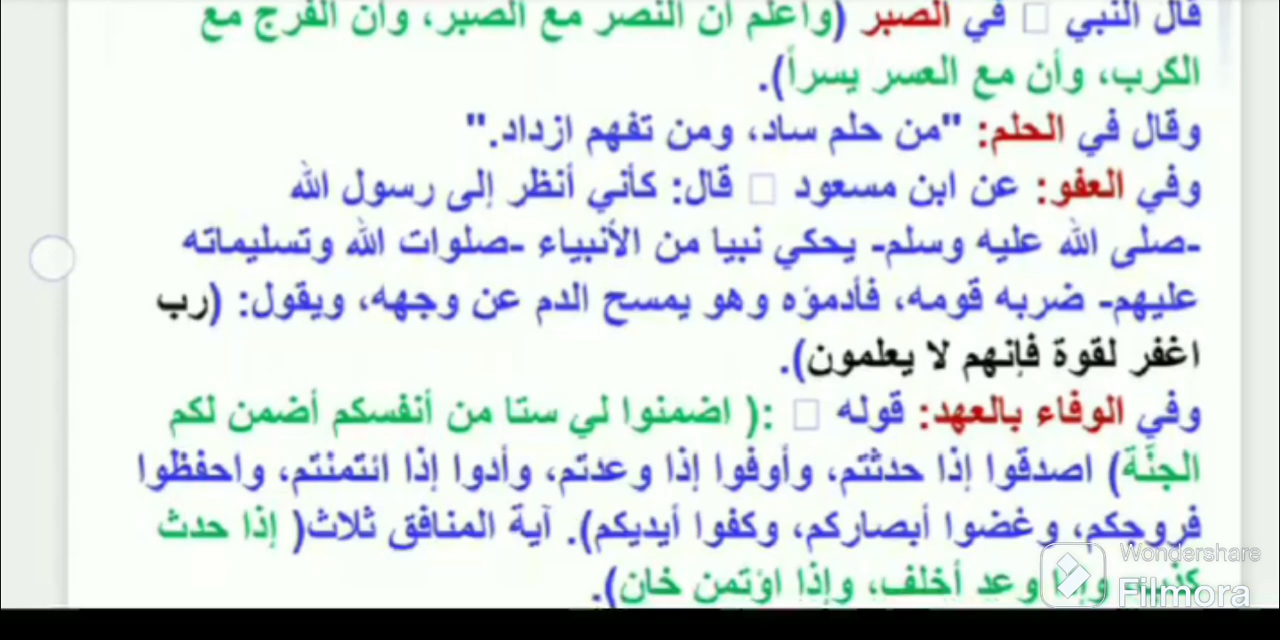 قال النبي □ في الصبر (واعلم أن النصر مع الصبر، وأن الفرج مع
الكرب، وأن مع العسر يسراً).
وقال في الحلم: "من حلم ساد، ومن تفهم ازداد."
وفي العفو: عن ابن مسعود □ قال: كأني أنظر إلى رسول الله
-صلى الله عليه وسلم- يحكي نبيا من الأنبياء -صلوات الله وتسليماته
عليهم- ضربه قومه، فأدموْه وهو يمسح الدم عن وجهه، ويقول: (رب
اغفر لقوة فإنهم لا يعلمون).
وفي الوفاء بالعهد: قوله □ :( اضمنوا لي ستا من أنفسكم أضمن لكم
الجنَّة) اصدقوا إذا حدثتم، وأوفوا إذا وعدتم، وأدوا إذا ائتمنتم، واحفظوا
فروجكم، وغضوا أبصاركم، وكفوا أيديكم). آية المنافق ثلاث( إذا حدث
كذب، وإذا وعد أخلف، وإذا اؤتمن خان).
Wondershare
Filmora